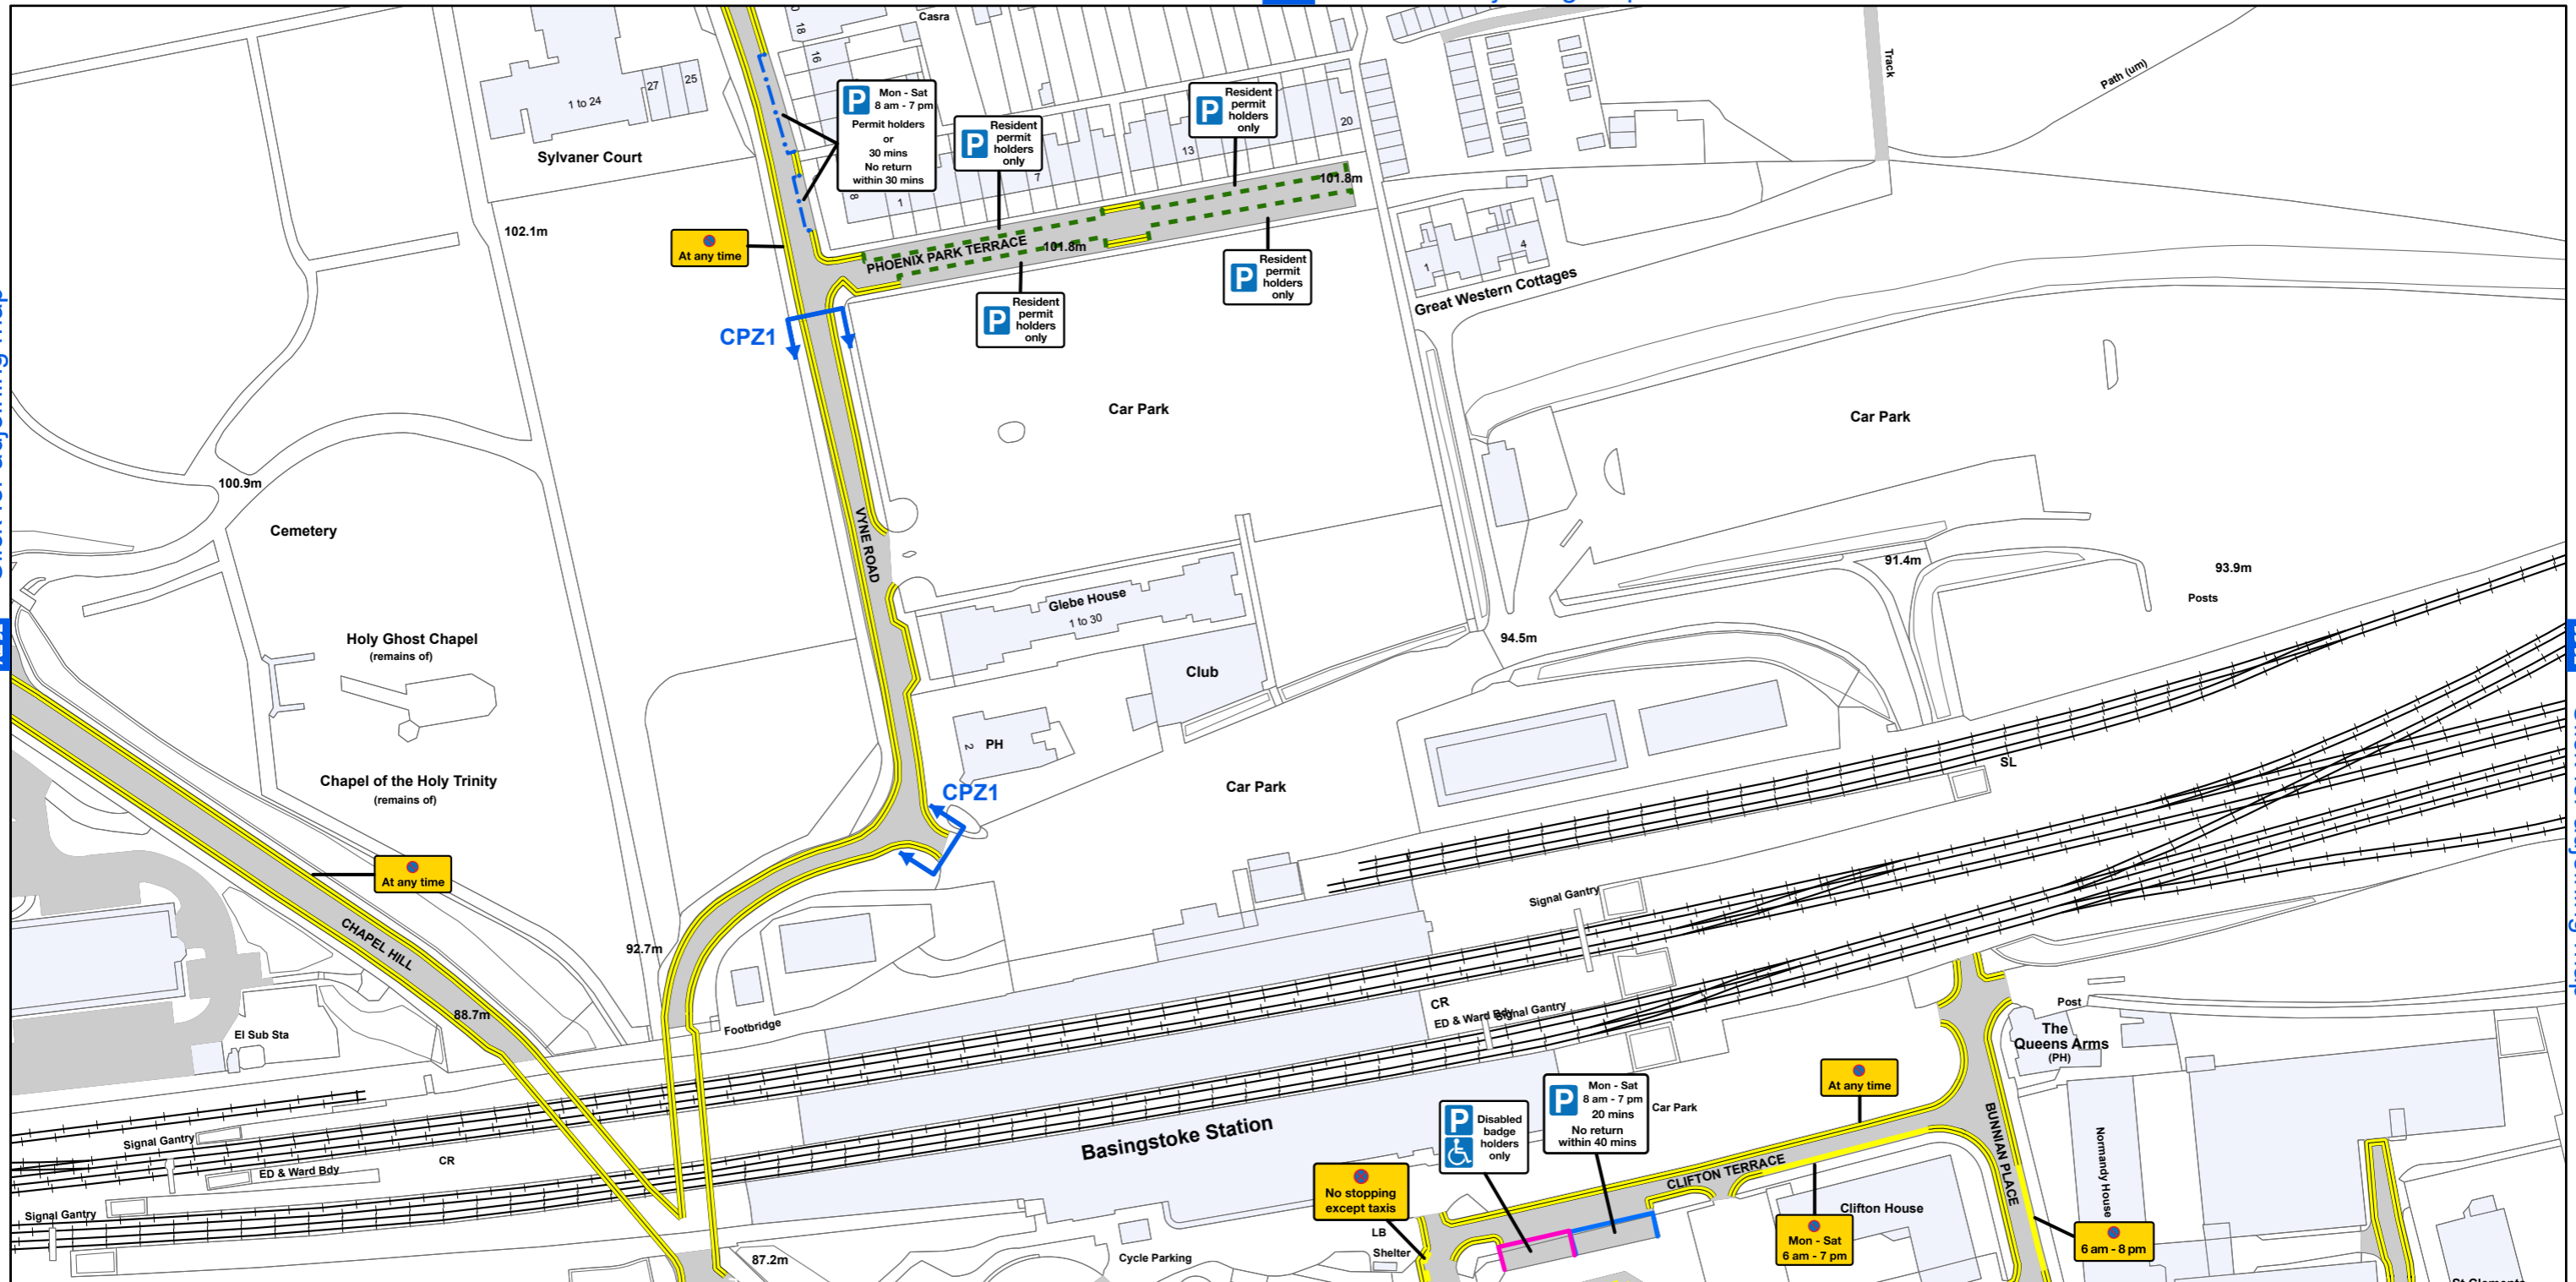 Casra
18
16
1 to 24
27
25
Sylvaner Court
P Mon - Sat
8 am - 7 pm
Permit holders
or
30 mins
No return
within 30 mins
P Resident
permit
holders
only
P Resident
permit
holders
only
20
13
7
8
1
Track
Path (um)
102.1m
At any time
PHOENIX PARK TERRACE
101.8m
101.8m
P Resident
permit
holders
only
P Resident
permit
holders
only
1
4
Great Western Cottages
CPZ1
Car Park
Car Park
100.9m
Cemetery
VYNE ROAD
Glebe House
1 to 30
91.4m
93.9m
Posts
94.5m
Holy Ghost Chapel
(remains of)
Club
2
PH
SL
Chapel of the Holy Trinity
(remains of)
CPZ1
Car Park
At any time
CHAPEL HILL
92.7m
Signal Gantry
88.7m
Footbridge
CR
ED & Ward Bdy
Signal Gantry
El Sub Sta
Post
The
Queens Arms
(PH)
At any time
Basingstoke Station
P Disabled
badge
holders
only
P Mon - Sat
8 am - 7 pm
20 mins
No return
within 40 mins
Car Park
BUNNIAN PLACE
Normandy House
Signal Gantry
ED & Ward Bdy
CR
Signal Gantry
No stopping
except taxis
CLIFTON TERRACE
Clifton House
Mon - Sat
6 am - 7 pm
6 am - 8 pm
LB
Shelter
Cycle Parking
87.2m